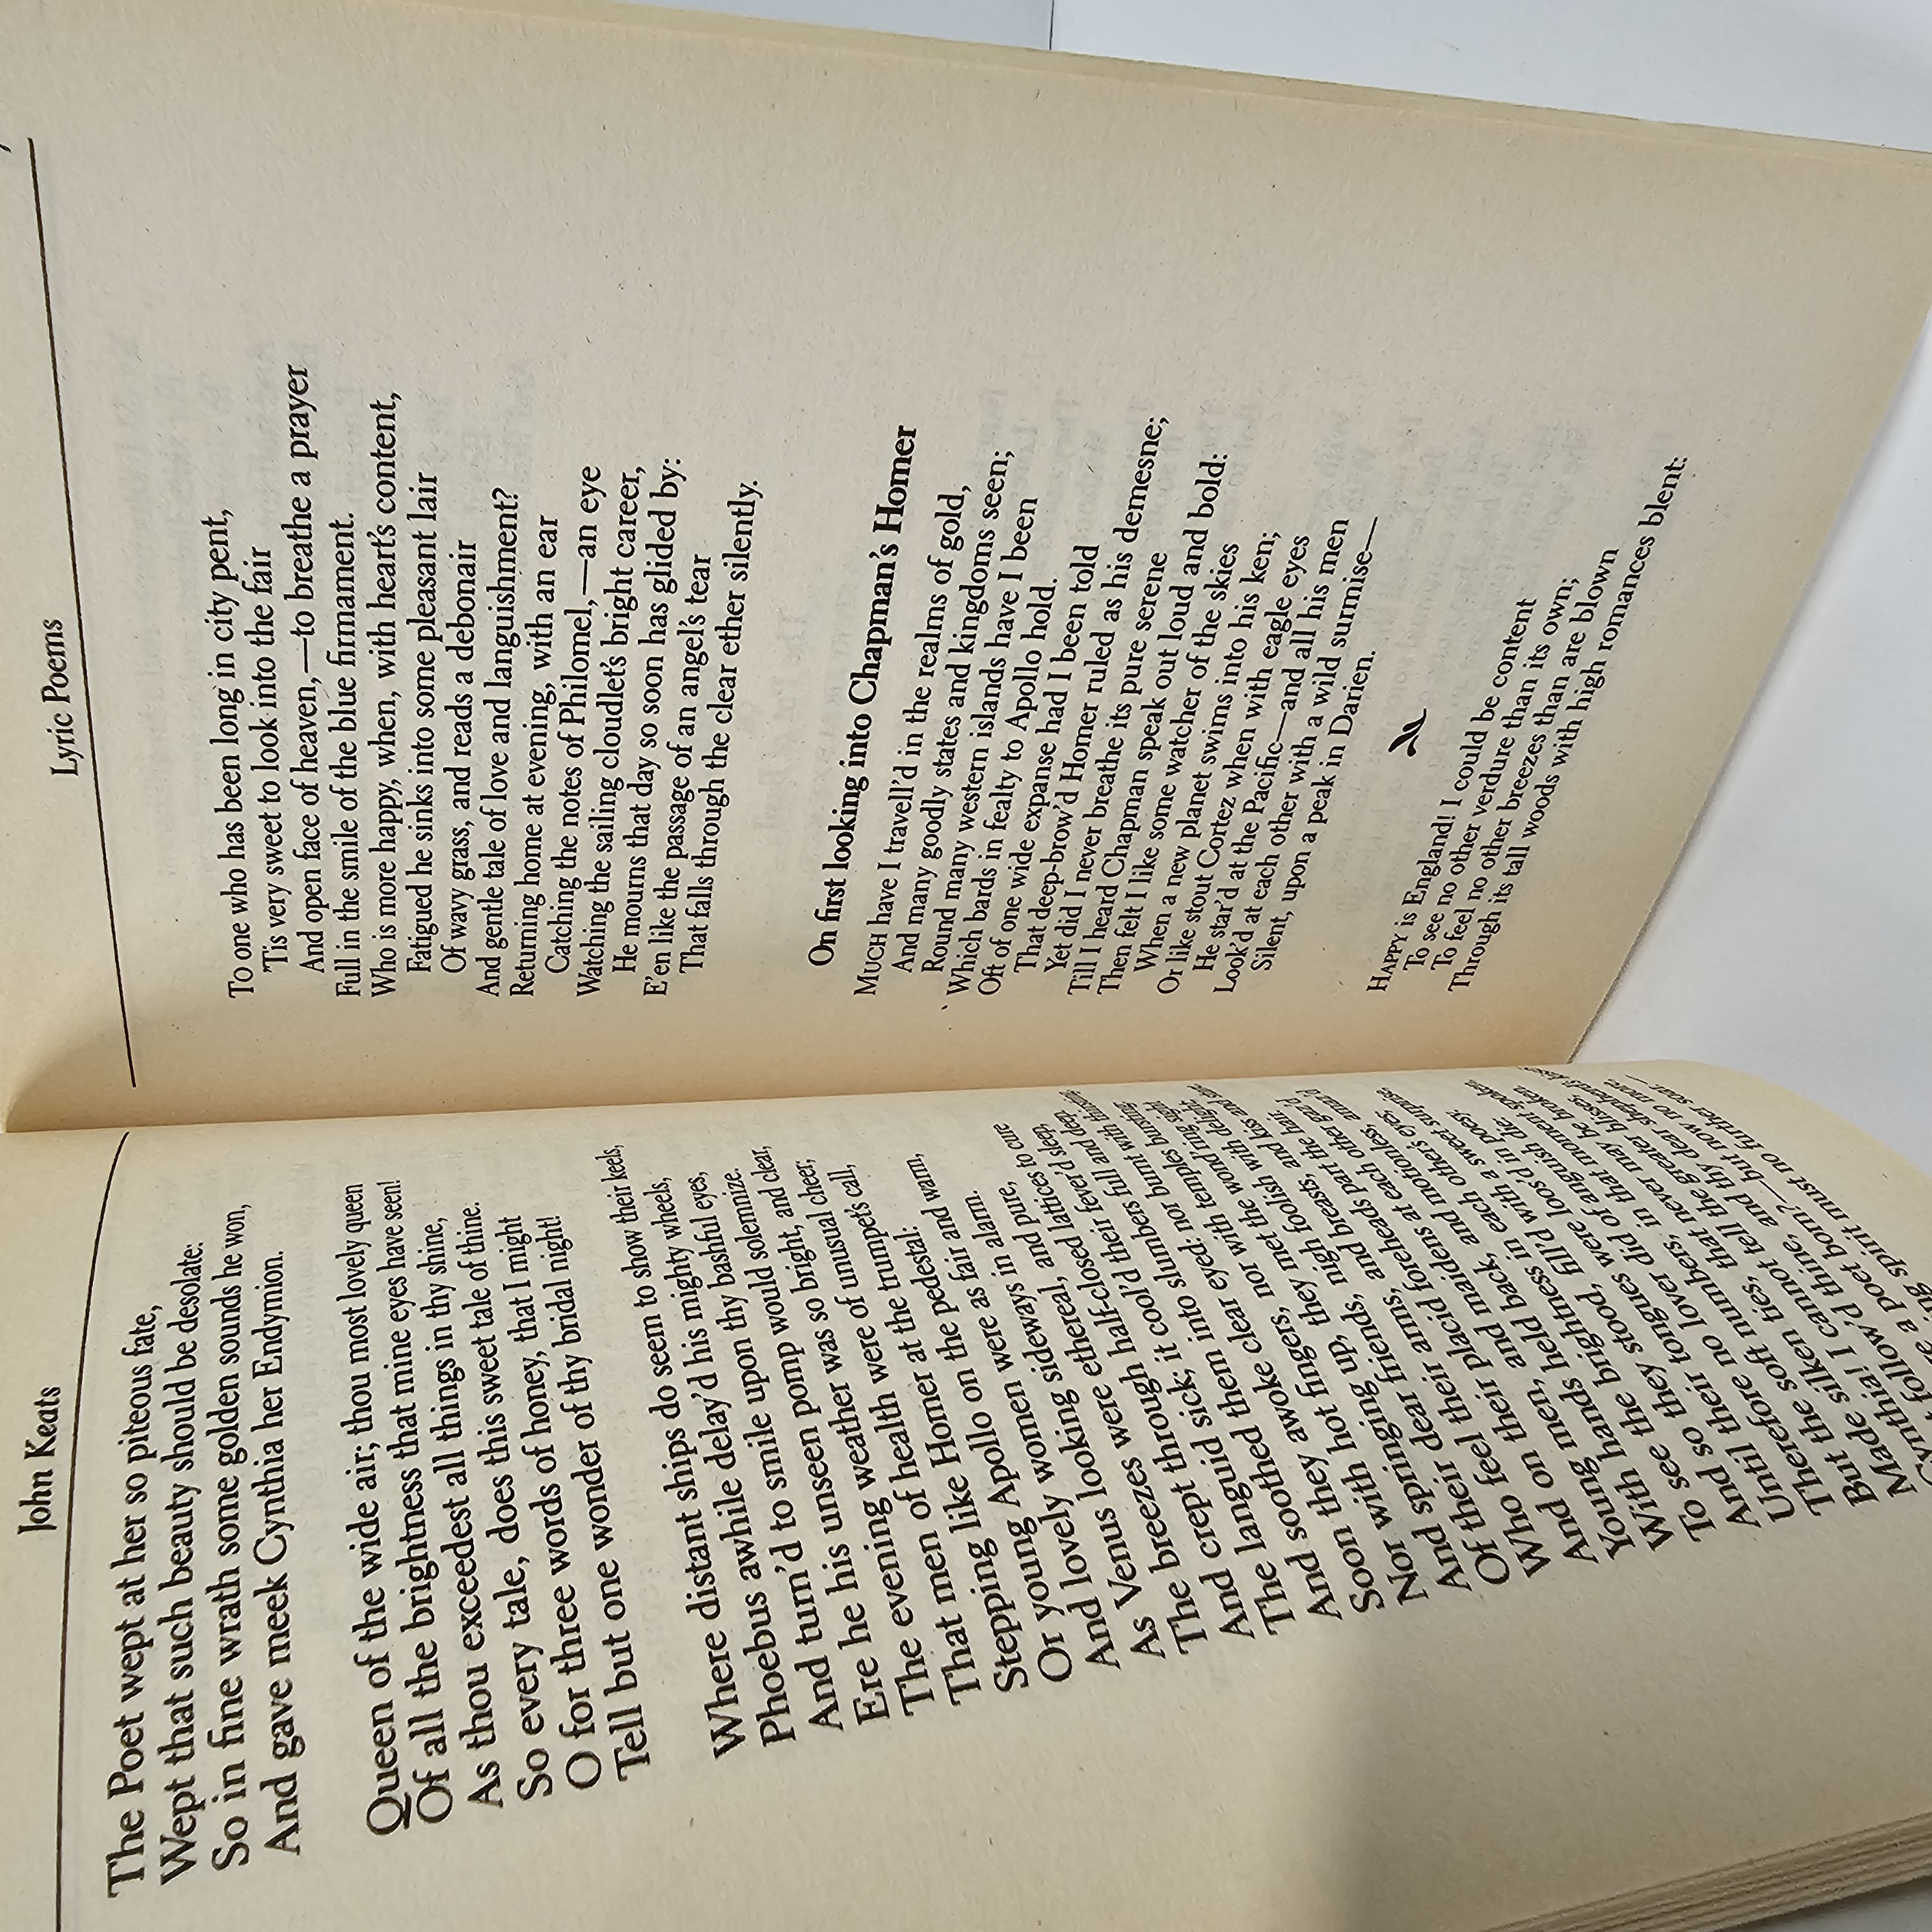 John Keats
The Poet wept at her so piteous fate,
Wept that such beauty should be desolate:
So in fine wrath some golden sounds he won,
And gave meek Cynthia her Endymion.
Queen of the wide air; thou most lovely queen
Of all the brightness that mine eyes have seen!
As thou exceedest all things in thy shine,
So every tale, does this sweet tale of thine.
O for three words of honey, that I might
Tell but one wonder of thy bridal night!
Where distant ships do seem to show their keels,
Phoebus awhile delay'd his mighty wheels,
And turn'd to smile upon thy bashful eyes,
Ere he his unseen pomp would solemnize.
The evening weather was so bright, and clear,
That men of health were of unusual cheer;
Stepping like Homer at the trumpet's call,
Or young Apollo on the pedestal:
And lovely women were as fair and warm,
As Venus looking sideways in alarm.
The breezes were ethereal, and pure,
And crept through half-closed lattices to cure
The languid sick; it cool'd their fever'd sleep,
And soothed them into slumbers full and deep.
Soon they awoke clear eyed: nor burnt with thirsting,
Nor with hot fingers, nor with temples bursting:
And springing up, they met the wond'ring sight
Of their dear friends, nigh foolish with delight;
Who feel their arms, and breasts, and kiss and stare,
And on their placid foreheads part the hair.
Young men, and maidens at each other gaz'd
With hands held back, and motionless, amaz'd
To see the brightness in each other's eyes;
And so they stood, fill'd with a sweet surprise,
Until their tongues were loos'd in poesy.
Therefore no lover did of anguish die:
But the soft numbers, in that moment spoken,
Made silken ties, that never may be broken.
Cynthia! I cannot tell the greater blisses,
follow'd thine, and thy dear shepherd's
a poet born?—but now no more,
spirit must no further soar.—
Lyric Poems
To one who has been long in city pent,
'Tis very sweet to look into the fair
And open face of heaven,—to breathe a prayer
Full in the smile of the blue firmament.
Who is more happy, when, with heart's content,
Fatigued he sinks into some pleasant lair
Of wavy grass, and reads a debonair
And gentle tale of love and languishment?
Returning home at evening, with an ear
Catching the notes of Philomel,—an eye
Watching the sailing cloudlet's bright career,
He mourns that day so soon has glided by:
E'en like the passage of an angel's tear
That falls through the clear ether silently.
On first looking into Chapman's Homer
MUCH have I travell'd in the realms of gold,
And many goodly states and kingdoms seen;
Round many western islands have I been
Which bards in fealty to Apollo hold.
Oft of one wide expanse had I been told
That deep-brow'd Homer ruled as his demesne;
Yet did I never breathe its pure serene
Till I heard Chapman speak out loud and bold:
Then felt I like some watcher of the skies
When a new planet swims into his ken;
Or like stout Cortez when with eagle eyes
He star'd at the Pacific—and all his men
Look'd at each other with a wild surmise—
Silent, upon a peak in Darien.
HAPPY is England! I could be content
To see no other verdure than its own;
To feel no other breezes than are blown
Through its tall woods with high romances blent: